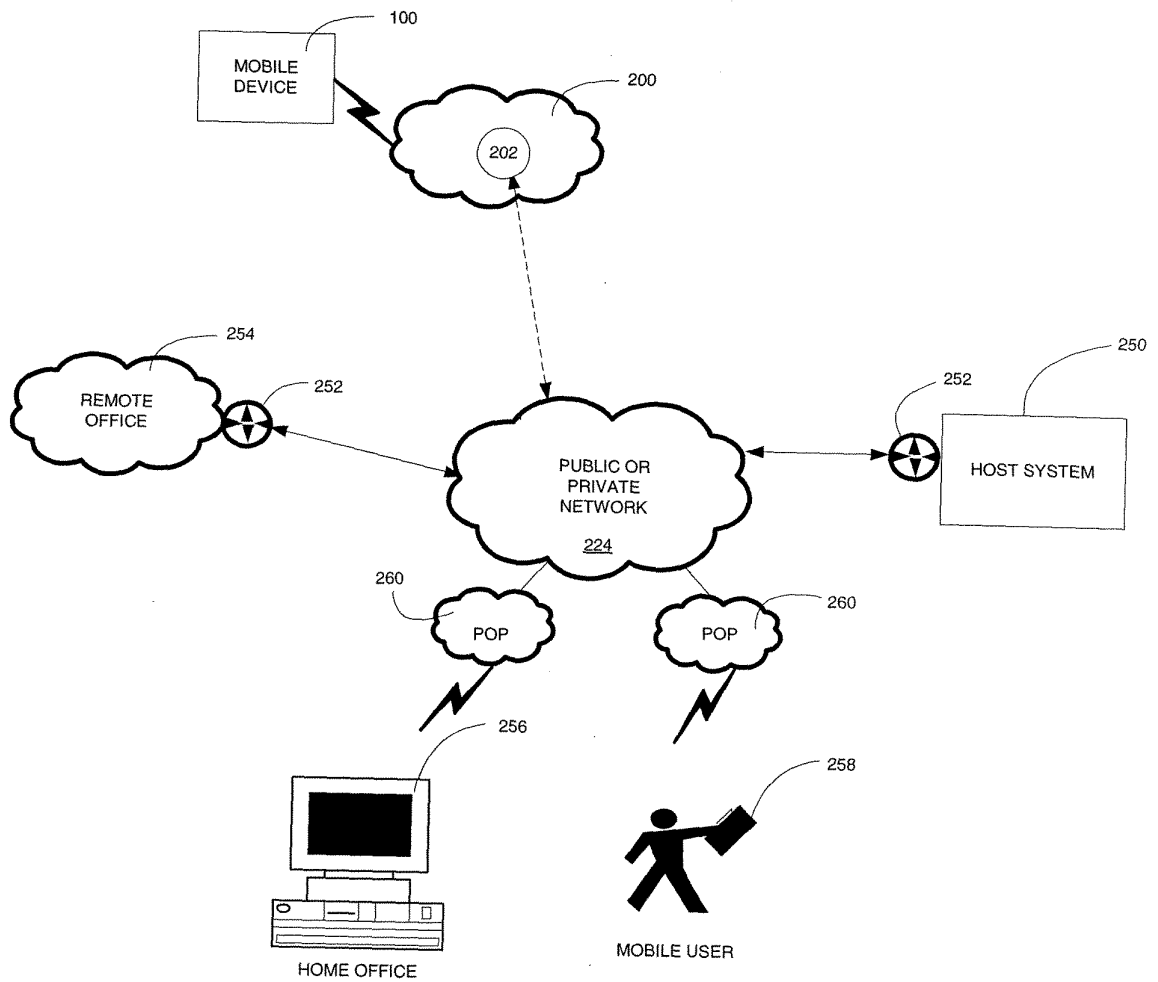 100
MOBILE
DEVICE
200
202
254
252
REMOTE
OFFICE
250
252
HOST SYSTEM
PUBLIC OR
PRIVATE
NETWORK
224
260
POP
260
POP
256
258
HOME OFFICE
MOBILE USER